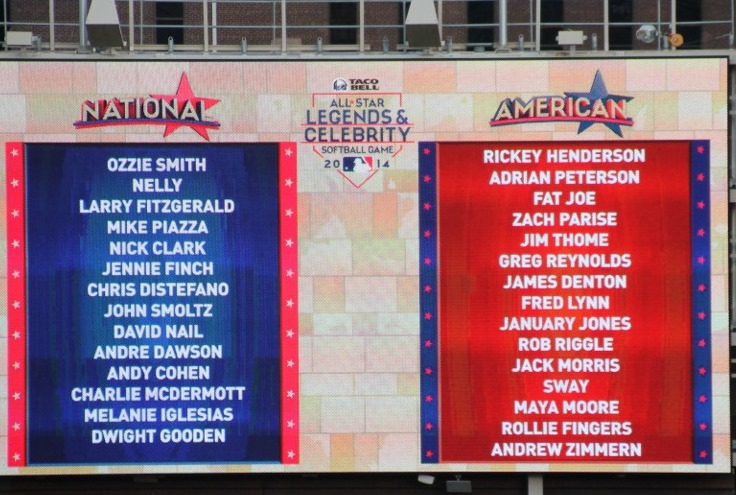 TACO
BELL
ALL★STAR
LEGENDS &
CELEBRITY
SOFTBALL GAME
2014
NATIONAL
OZZIE SMITH
NELLY
LARRY FITZGERALD
MIKE PIAZZA
NICK CLARK
JENNIE FINCH
CHRIS DISTEFANO
JOHN SMOLTZ
DAVID NAIL
ANDRE DAWSON
ANDY COHEN
CHARLIE MCDERMOTT
MELANIE IGLESIAS
DWIGHT GOODEN
AMERICAN
RICKEY HENDERSON
ADRIAN PETERSON
FAT JOE
ZACH PARISE
JIM THOME
GREG REYNOLDS
JAMES DENTON
FRED LYNN
JANUARY JONES
ROB RIGGLE
JACK MORRIS
SWAY
MAYA MOORE
ROLLIE FINGERS
ANDREW ZIMMERN